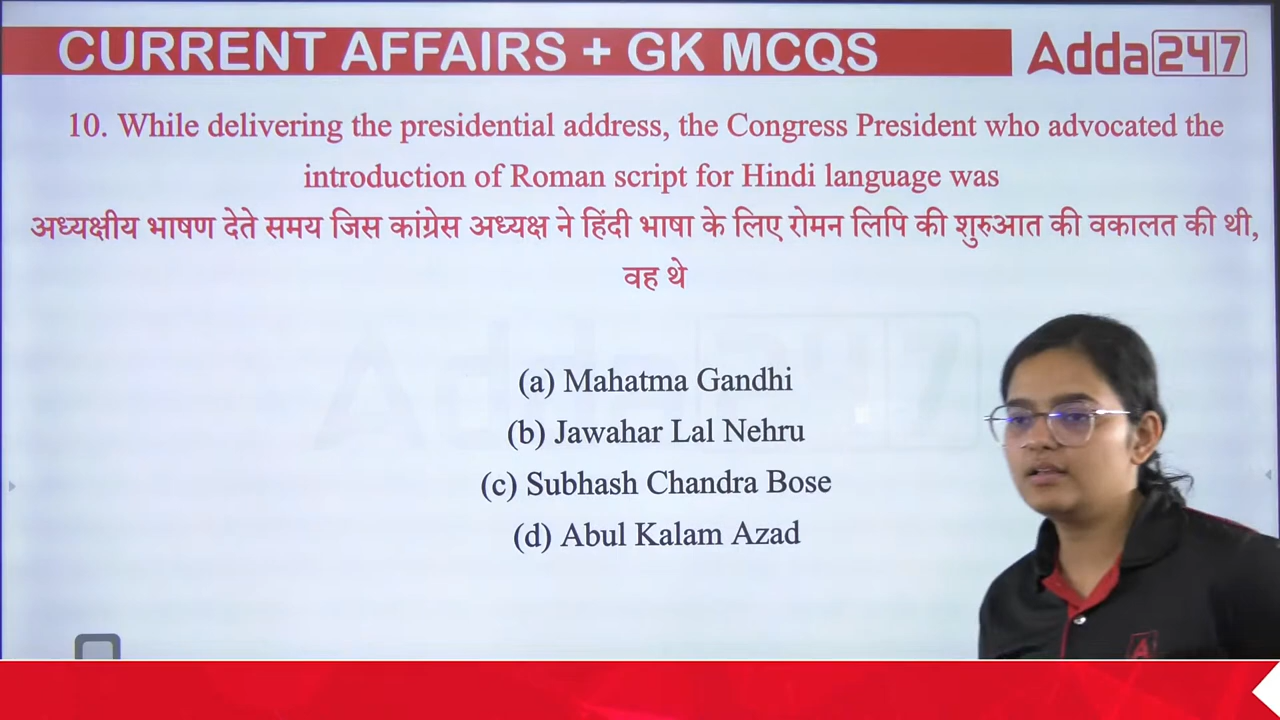 CURRENT AFFAIRS + GK MCQS
Adda247
10. While delivering the presidential address, the Congress President who advocated the
introduction of Roman script for Hindi language was
अध्यक्षीय भाषण देते समय जिस कांग्रेस अध्यक्ष ने हिंदी भाषा के लिए रोमन लिपि की शुरुआत की वकालत की थी,
वह थे
Adda247
(a) Mahatma Gandhi
(b) Jawahar Lal Nehru
(c) Subhash Chandra Bose
(d) Abul Kalam Azad